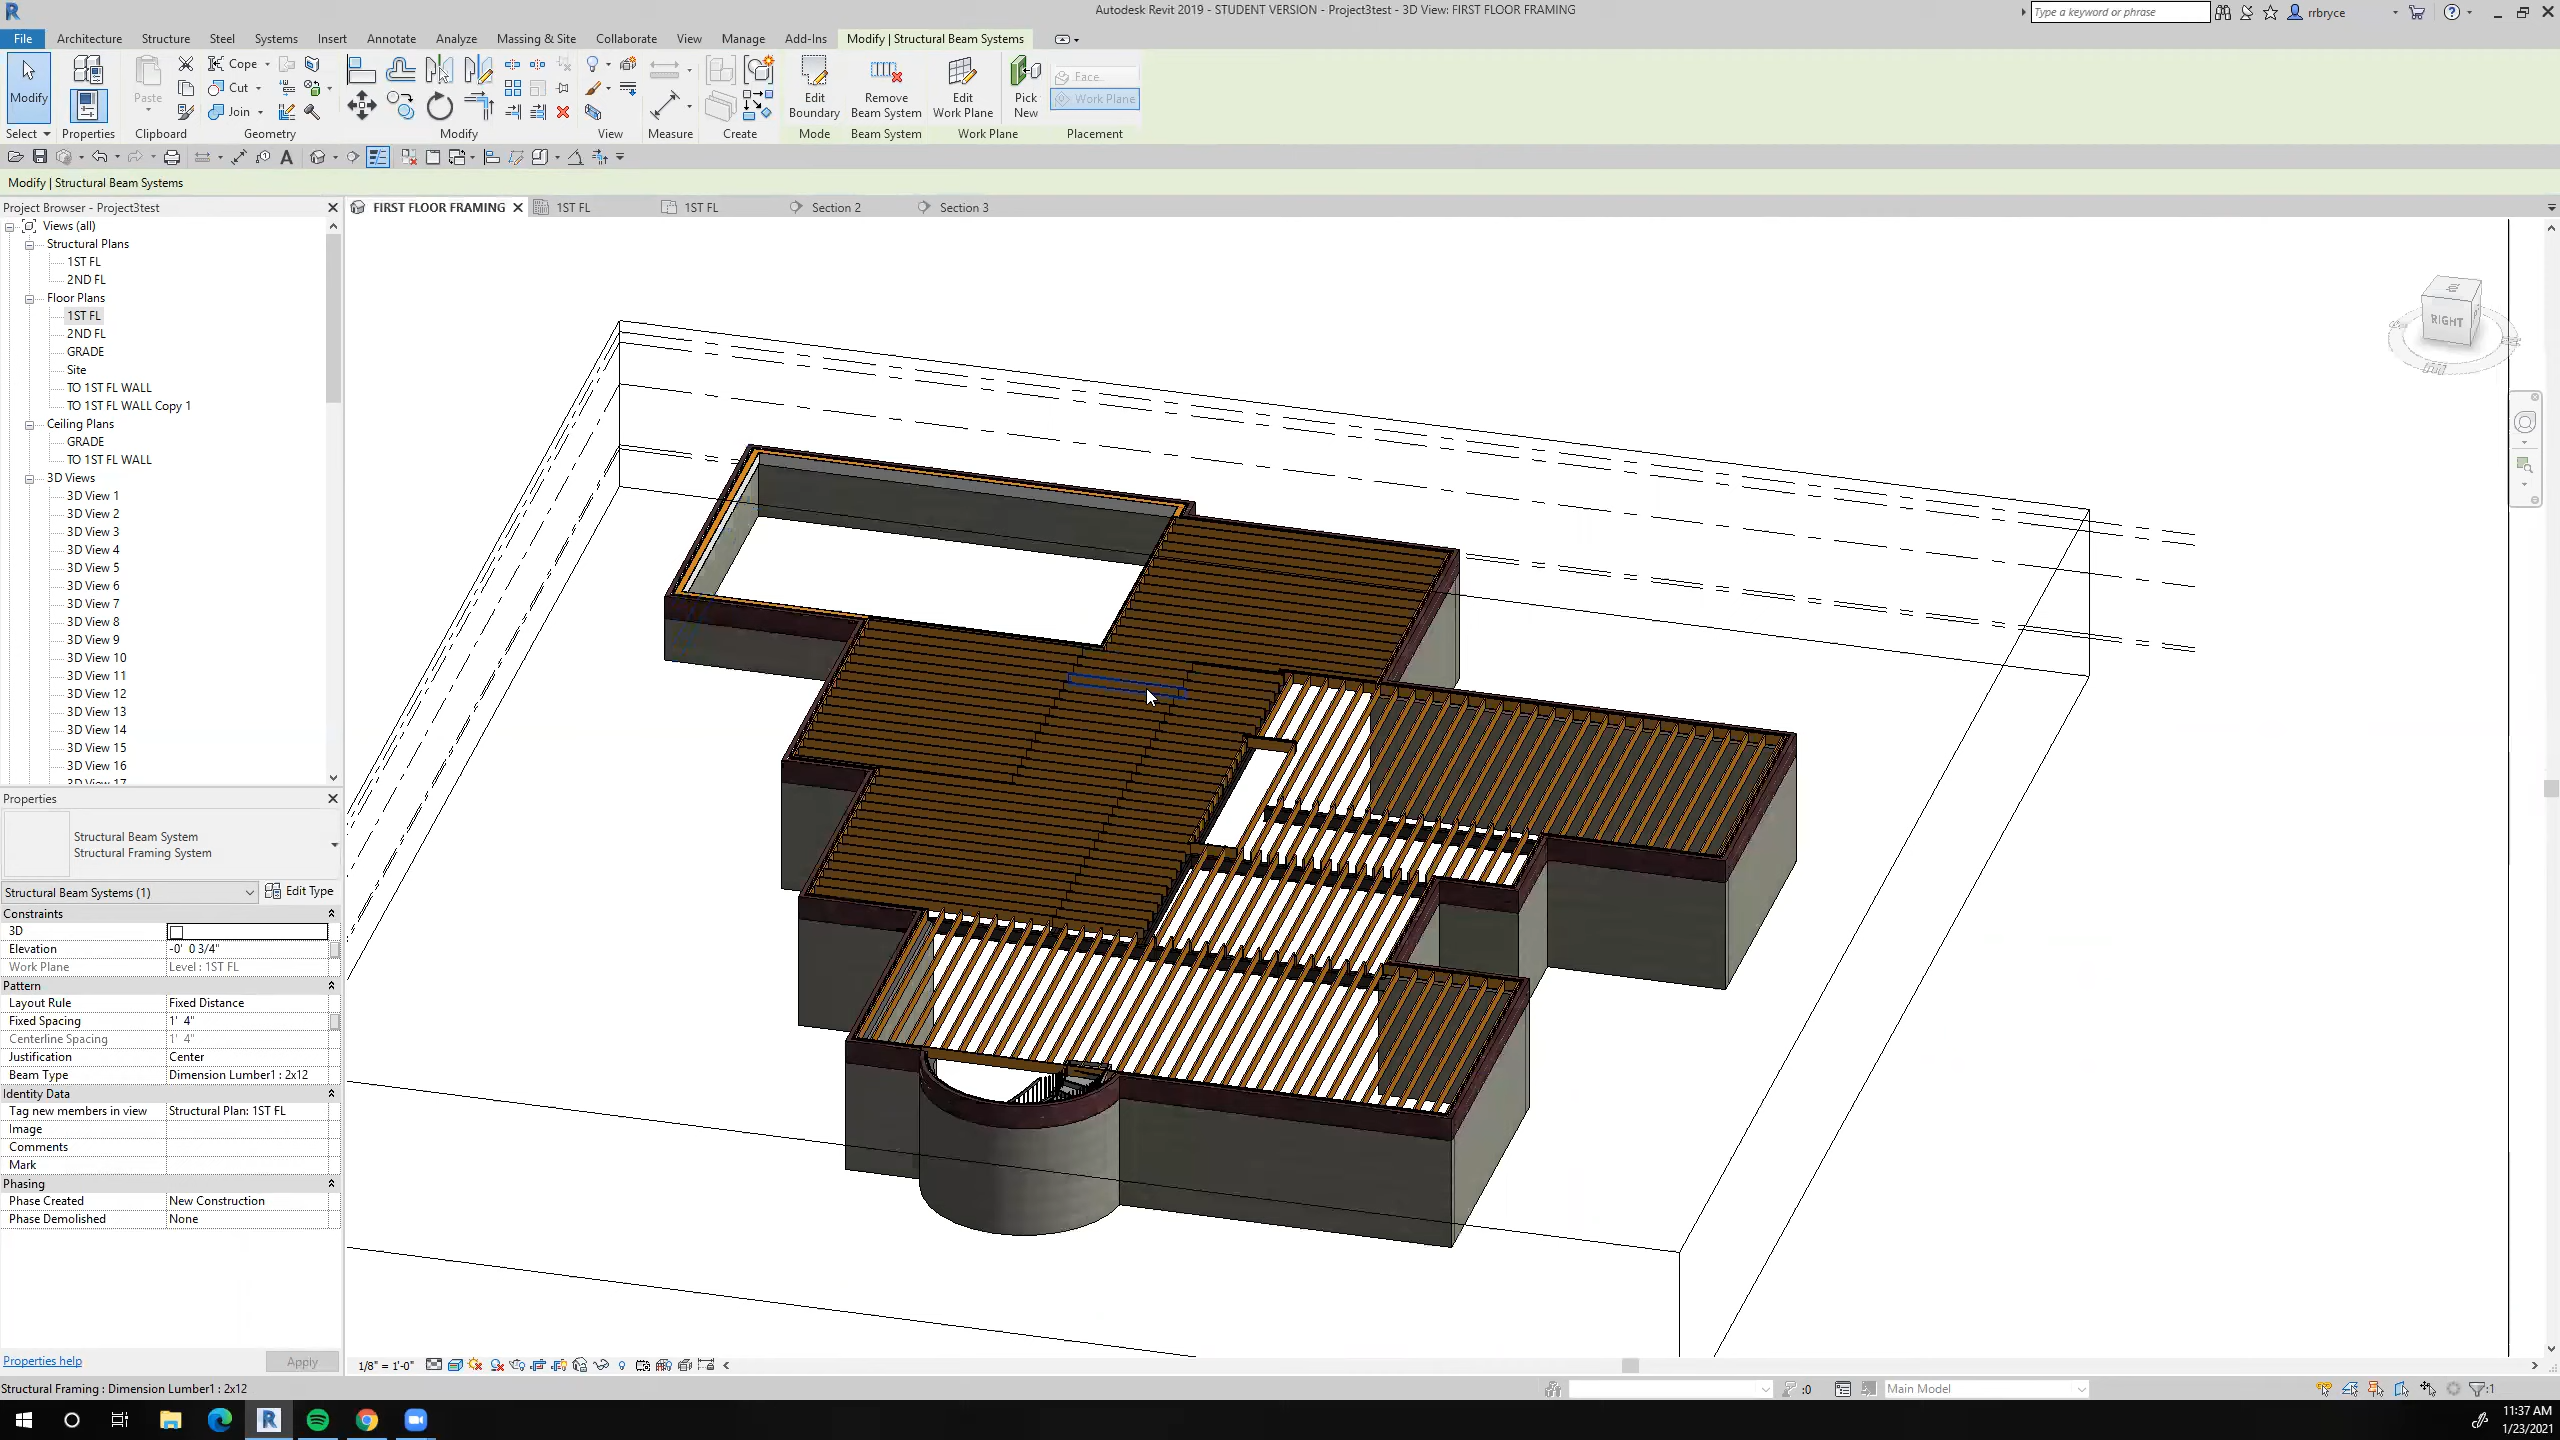 Autodesk Revit 2019 - STUDENT VERSION - Project3test - 3D View: FIRST FLOOR FRAMING
Type a keyword or phrase
rrbryce
File Architecture Structure Steel Systems Insert Annotate Analyze Massing & Site Collaborate View Manage Add-Ins Modify | Structural Beam Systems
Modify
Paste
Cope
Cut
Join
Edit Boundary
Remove Beam System
Edit Work Plane
Pick New
Face
Work Plane
Select Properties Clipboard Geometry Modify View Measure Create Mode Beam System Work Plane Placement
Modify | Structural Beam Systems
Project Browser - Project3test
FIRST FLOOR FRAMING 1ST FL 1ST FL Section 2 Section 3
Views (all)
Structural Plans
1ST FL
2ND FL
Floor Plans
1ST FL
2ND FL
GRADE
Site
TO 1ST FL WALL
TO 1ST FL WALL Copy 1
Ceiling Plans
GRADE
TO 1ST FL WALL
3D Views
3D View 1
3D View 2
3D View 3
3D View 4
3D View 5
3D View 6
3D View 7
3D View 8
3D View 9
3D View 10
3D View 11
3D View 12
3D View 13
3D View 14
3D View 15
3D View 16
3D View 17
RIGHT
Properties
Structural Beam System
Structural Framing System
Structural Beam Systems (1) Edit Type
Constraints
3D
Elevation -0' 0 3/4"
Work Plane Level : 1ST FL
Pattern
Layout Rule Fixed Distance
Fixed Spacing 1' 4"
Centerline Spacing 1' 4"
Justification Center
Beam Type Dimension Lumber1 : 2x12
Identity Data
Tag new members in view Structural Plan: 1ST FL
Image
Comments
Mark
Phasing
Phase Created New Construction
Phase Demolished None
Properties help Apply
1/8" = 1'-0"
Structural Framing : Dimension Lumber1 : 2x12
:0
Main Model
:1
11:37 AM
1/23/2021